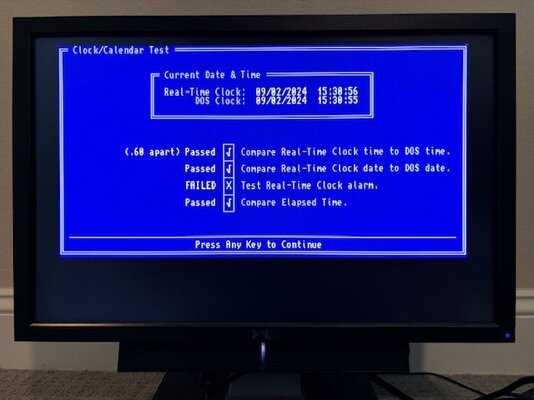 Clock/Calendar Test
Current Date & Time
Real-Time Clock: 09/02/2024 15:30:56
DOS Clock: 09/02/2024 15:30:55
(.60 apart) Passed √ Compare Real-Time Clock time to DOS time.
Passed √ Compare Real-Time Clock date to DOS date.
FAILED X Test Real-Time Clock alarm.
Passed √ Compare Elapsed Time.
Press Any Key to Continue